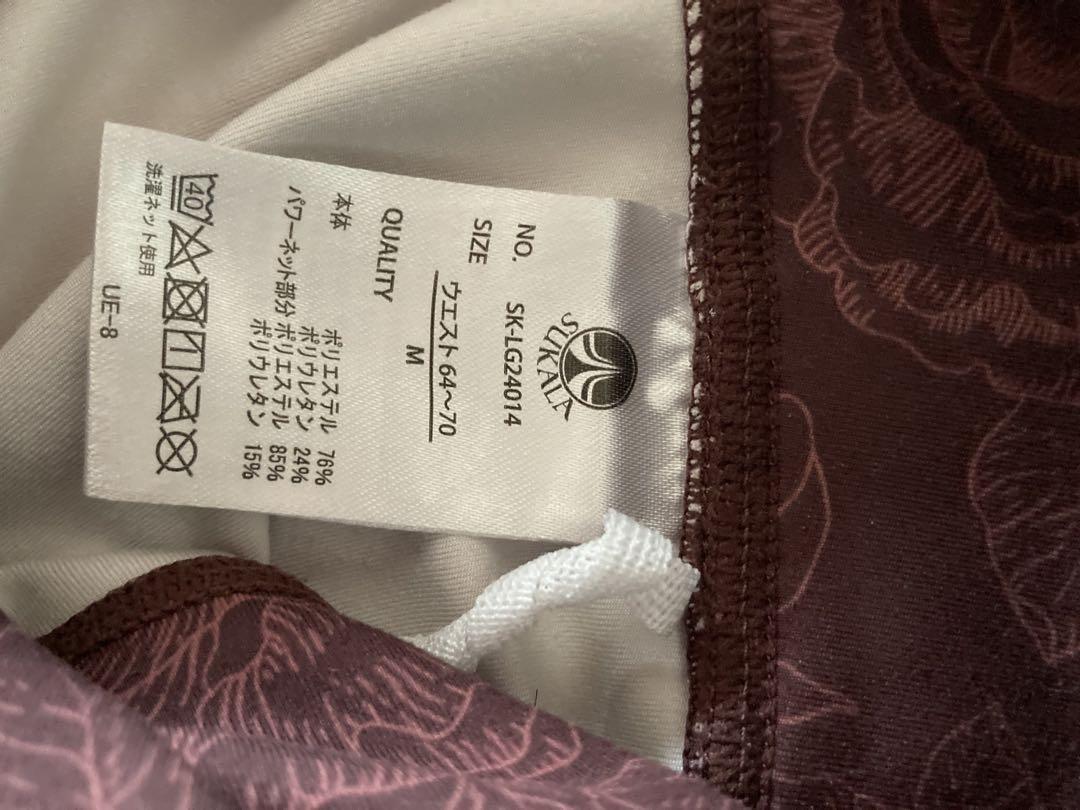 SUKALA
NO. SK-LG24014
SIZE ウエスト64～70
M
QUALITY
本体 ポリエステル 76%
ポリウレタン 24%
パワーネット部分 ポリエステル 85%
ポリウレタン 15%
40
洗濯ネット使用
UE-8